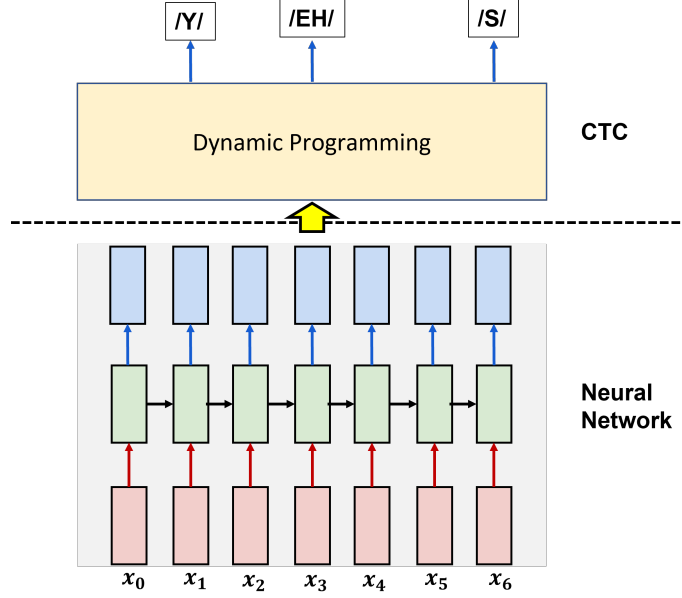 /Y/ /EH/ /S/
Dynamic Programming
CTC
Neural
Network
x₀ x₁ x₂ x₃ x₄ x₅ x₆